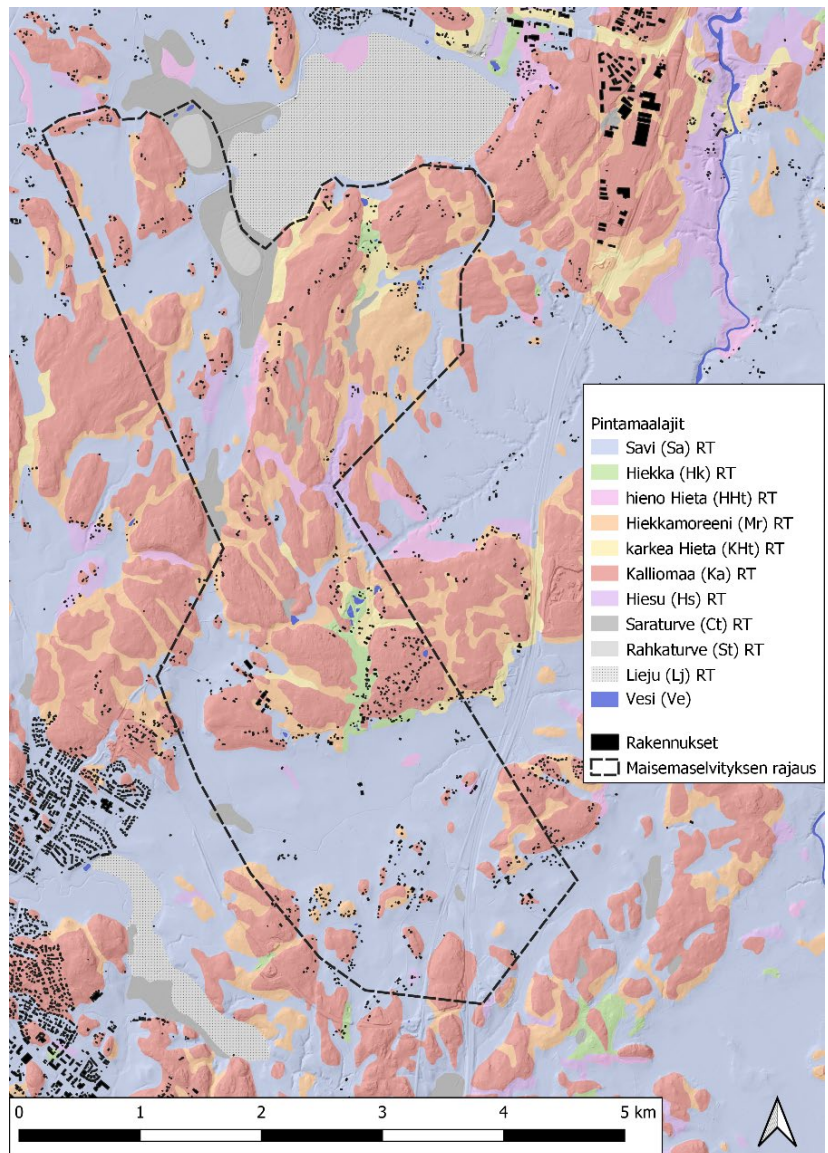 Pintamaalajit
Savi (Sa) RT
Hiekka (Hk) RT
hieno Hieta (HHt) RT
Hiekkamoreeni (Mr) RT
karkea Hieta (KHt) RT
Kalliomaa (Ka) RT
Hiesu (Hs) RT
Saraturve (Ct) RT
Rahkaturve (St) RT
Lieju (Lj) RT
Vesi (Ve)
Rakennukset
Maisemaselvityksen rajaus
0 1 2 3 4 5 km